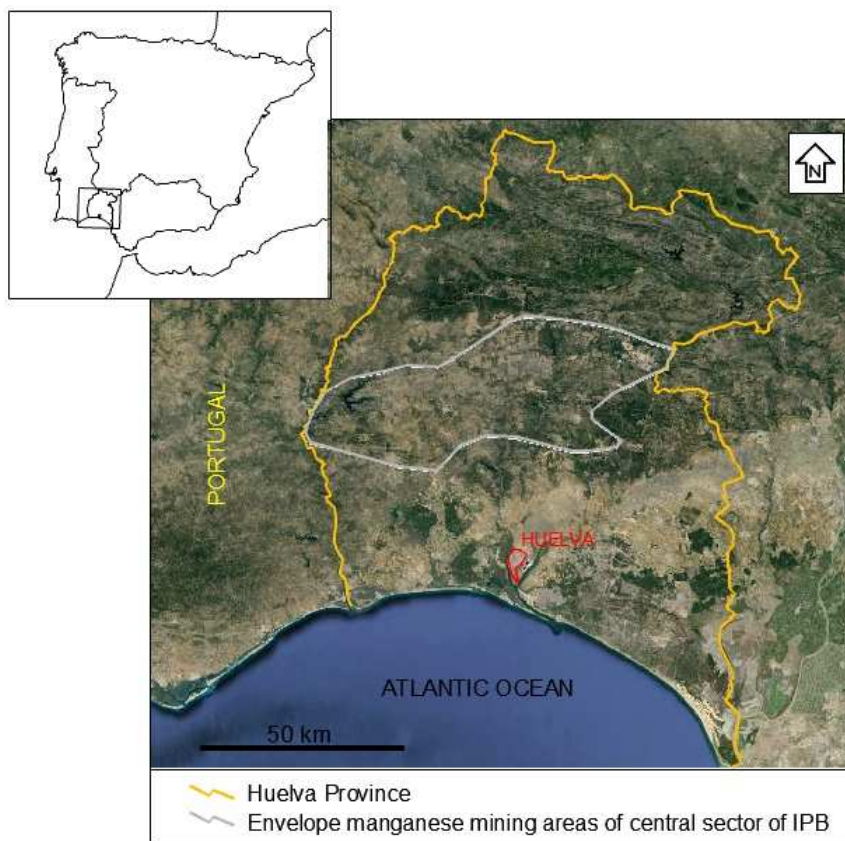 N
PORTUGAL
HUELVA
ATLANTIC OCEAN
50 km
Huelva Province
Envelope manganese mining areas of central sector of IPB